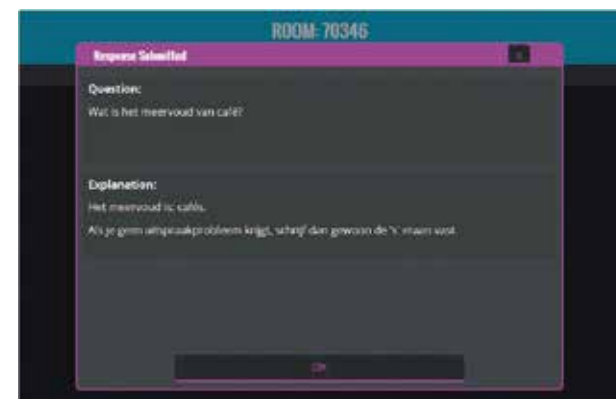 ROOM: 70346
Response Submitted
Question:
Wat is het meervoud van café?
Explanation:
Het meervoud is: cafés.
Als je geen uitspraakprobleem krijgt, schrijf dan gewoon de 's' eraan vast.
OK